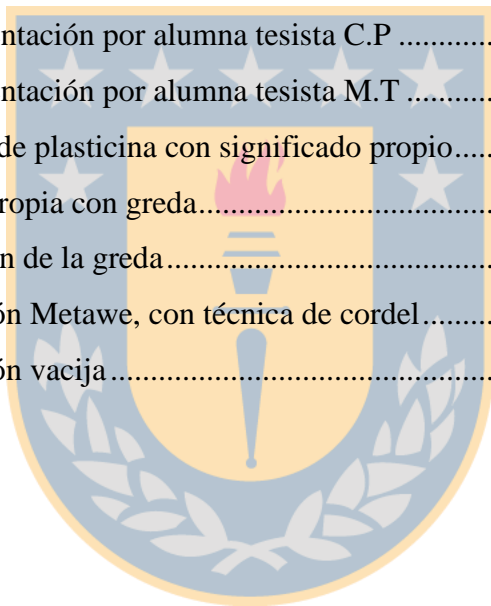 ntación por alumna tesista C.P ............
ntación por alumna tesista M.T ...........
de plasticina con significado propio.....
ropia con greda...................................
n de la greda........................................
ón Metawe, con técnica de cordel.........
ón vacija..............................................